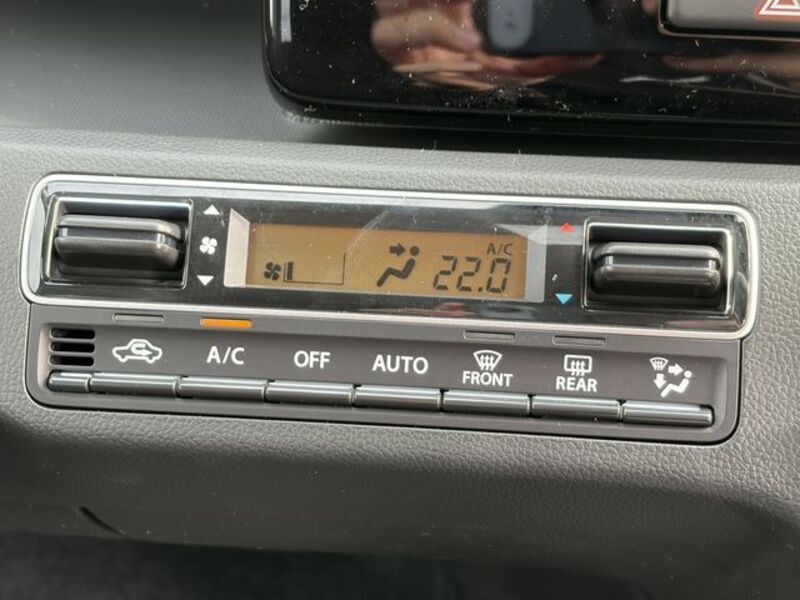 A/C
22.0
A/C
OFF
AUTO
FRONT
REAR